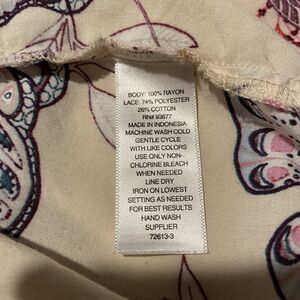 BODY: 100% RAYON
LACE: 74% POLYESTER
26% COTTON
RN# 93677
MADE IN INDONESIA
MACHINE WASH COLD
GENTLE CYCLE
WITH LIKE COLORS
USE ONLY NON-
CHLORINE BLEACH
WHEN NEEDED
LINE DRY
IRON ON LOWEST
SETTING AS NEEDED
FOR BEST RESULTS
HAND WASH
SUPPLIER
72613-3